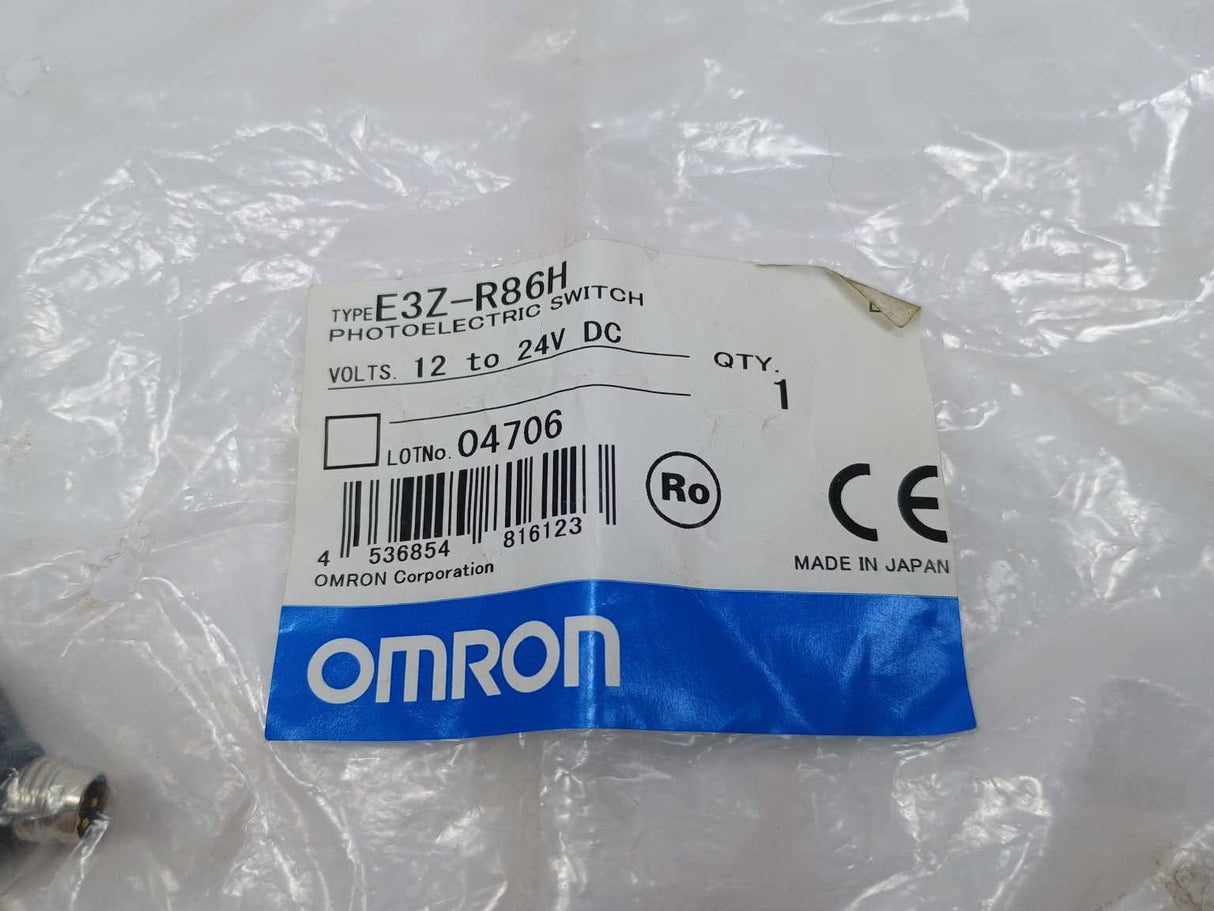 TYPE E3Z-R86H
PHOTOELECTRIC SWITCH
VOLTS. 12 to 24V DC
QTY.
1
LOTNo. 04706
Ro
CE
4 536854 816123
OMRON Corporation
MADE IN JAPAN
OMRON